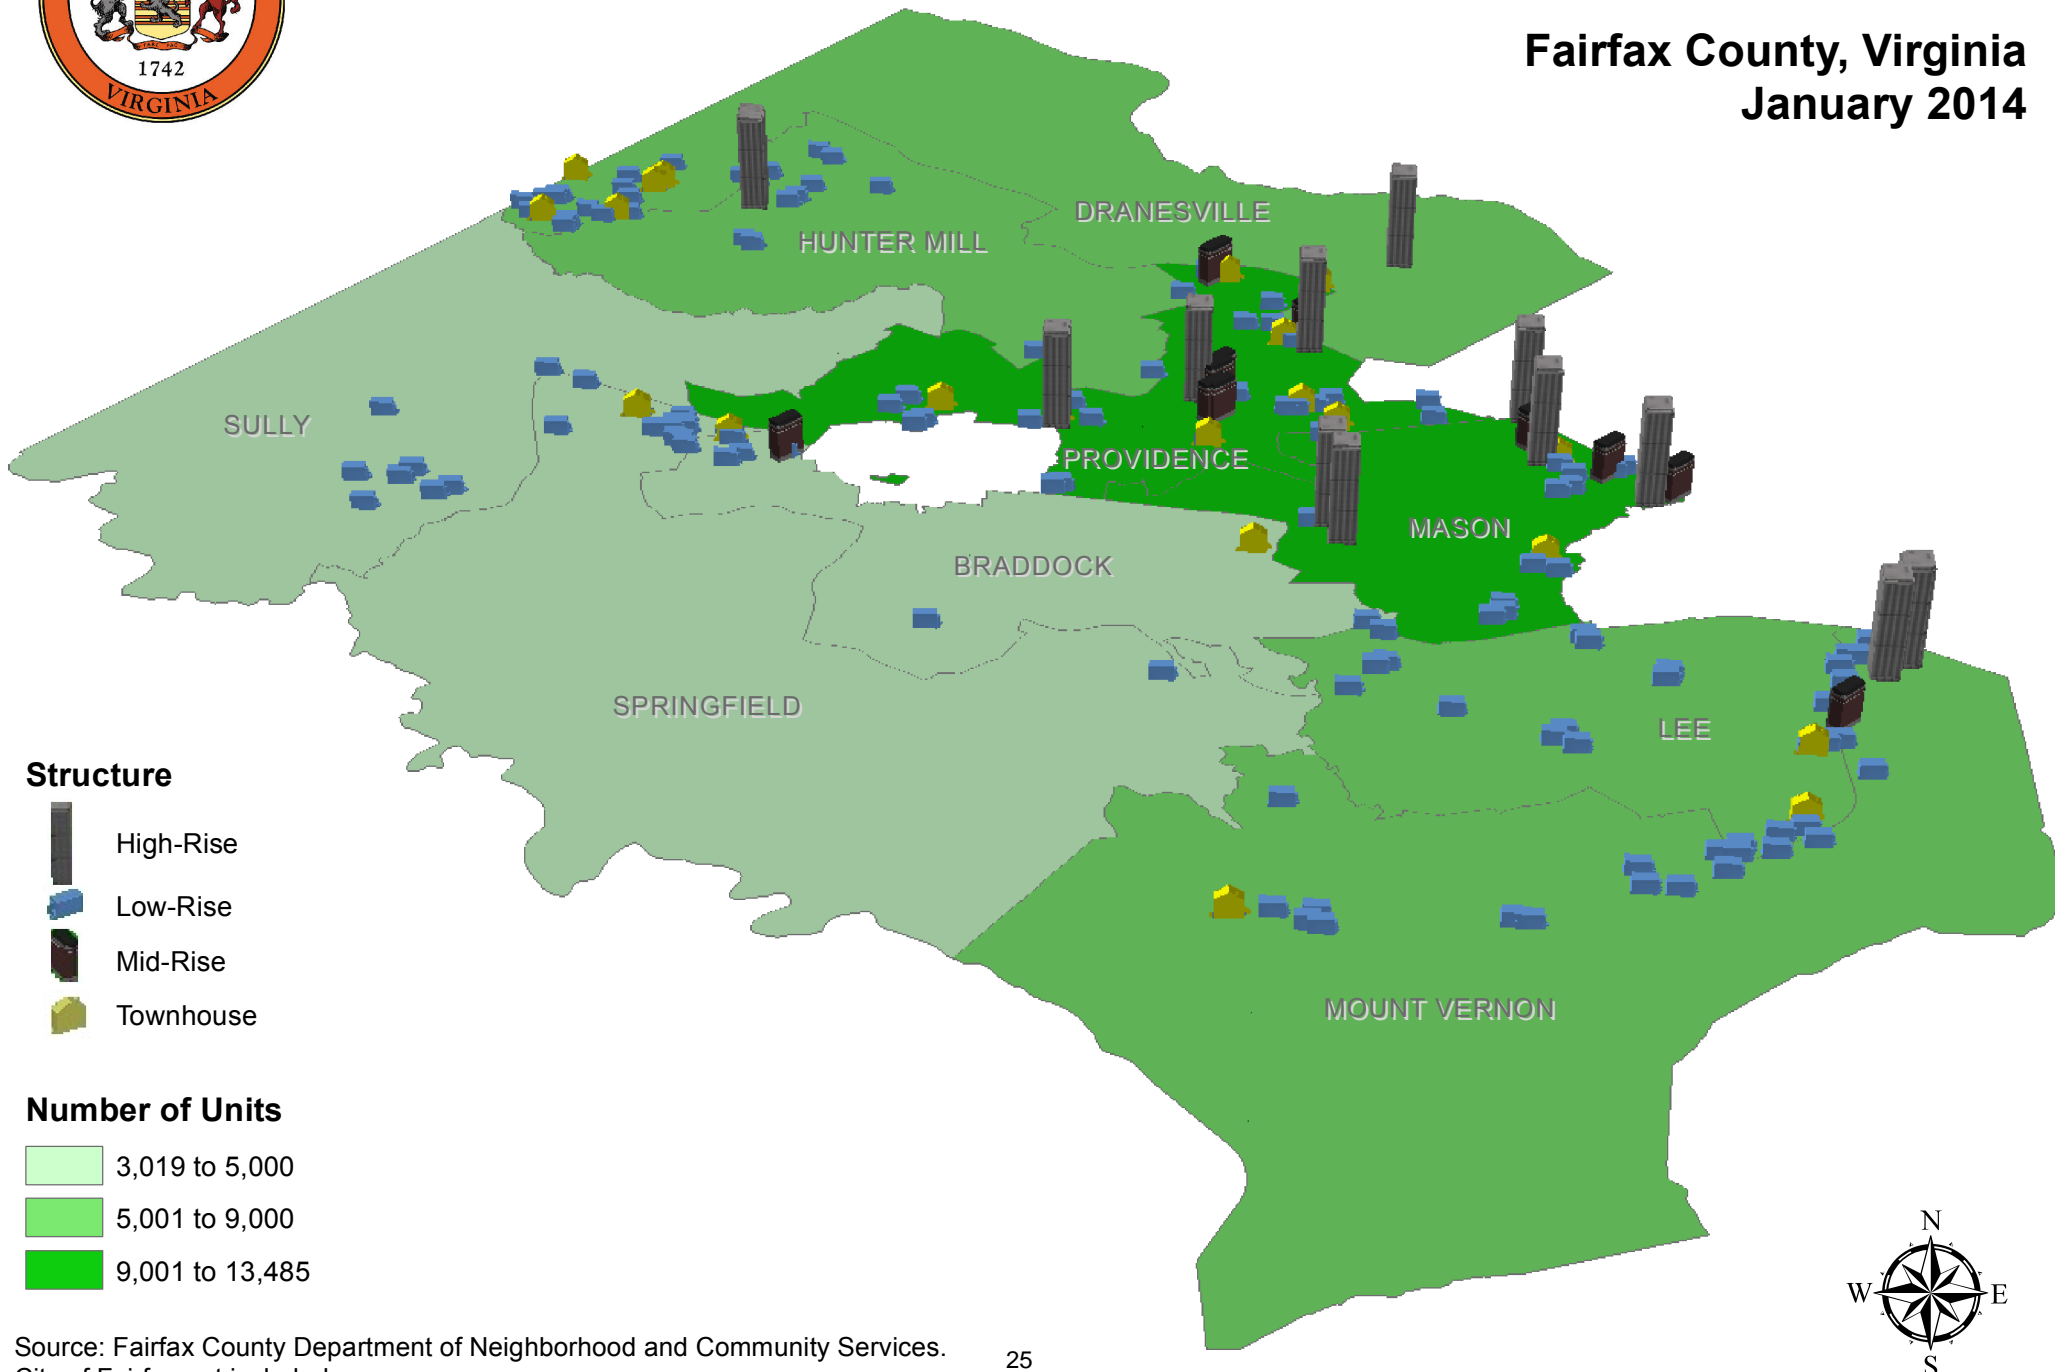 1742
VIRGINIA
Fairfax County, Virginia
January 2014
DRANESVILLE
HUNTER MILL
SULLY
PROVIDENCE
MASON
BRADDOCK
SPRINGFIELD
LEE
MOUNT VERNON
Structure
High-Rise
Low-Rise
Mid-Rise
Townhouse
Number of Units
3,019 to 5,000
5,001 to 9,000
9,001 to 13,485
N
W
E
S
Source: Fairfax County Department of Neighborhood and Community Services.
25